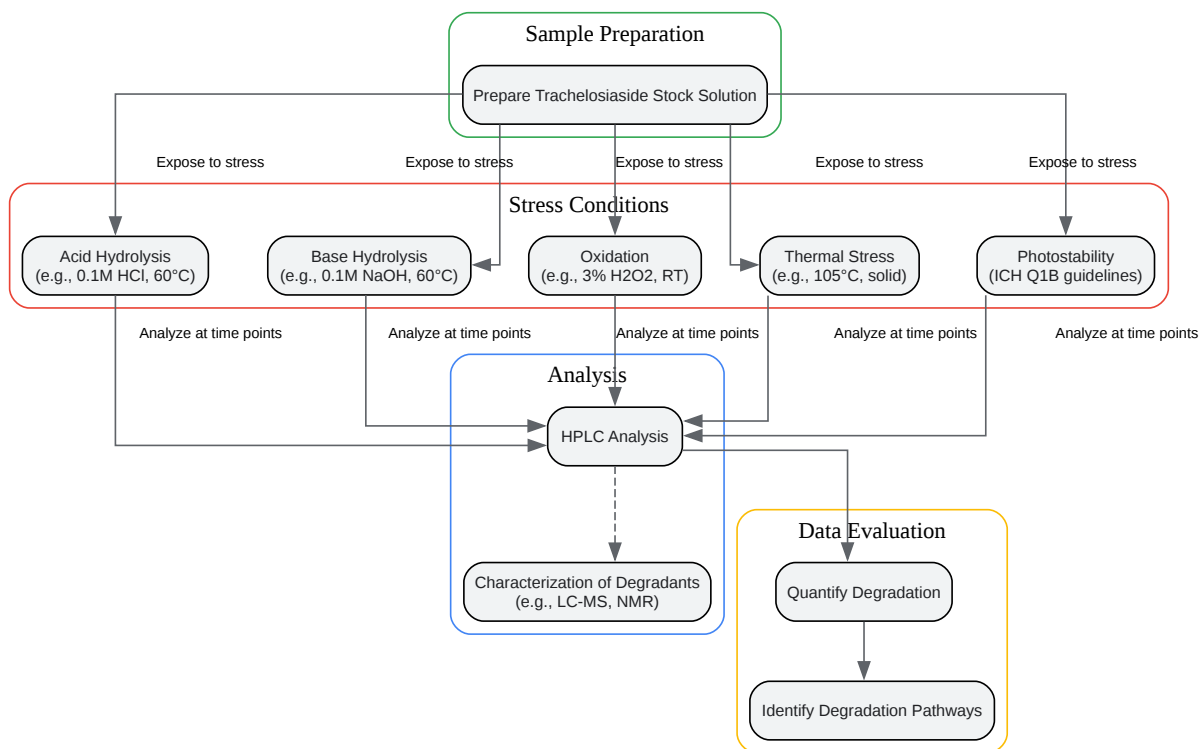 Sample Preparation
Prepare Trachelosiaside Stock Solution
Expose to stress
Expose to stress
Expose to stress
Expose to stress
Expose to stress
Stress Conditions
Acid Hydrolysis
(e.g., 0.1M HCl, 60°C)
Base Hydrolysis
(e.g., 0.1M NaOH, 60°C)
Oxidation
(e.g., 3% H2O2, RT)
Thermal Stress
(e.g., 105°C, solid)
Photostability
(ICH Q1B guidelines)
Analyze at time points
Analyze at time points
Analyze at time points
Analyze at time points
Analyze at time points
Analysis
HPLC Analysis
Characterization of Degradants
(e.g., LC-MS, NMR)
Data Evaluation
Quantify Degradation
Identify Degradation Pathways